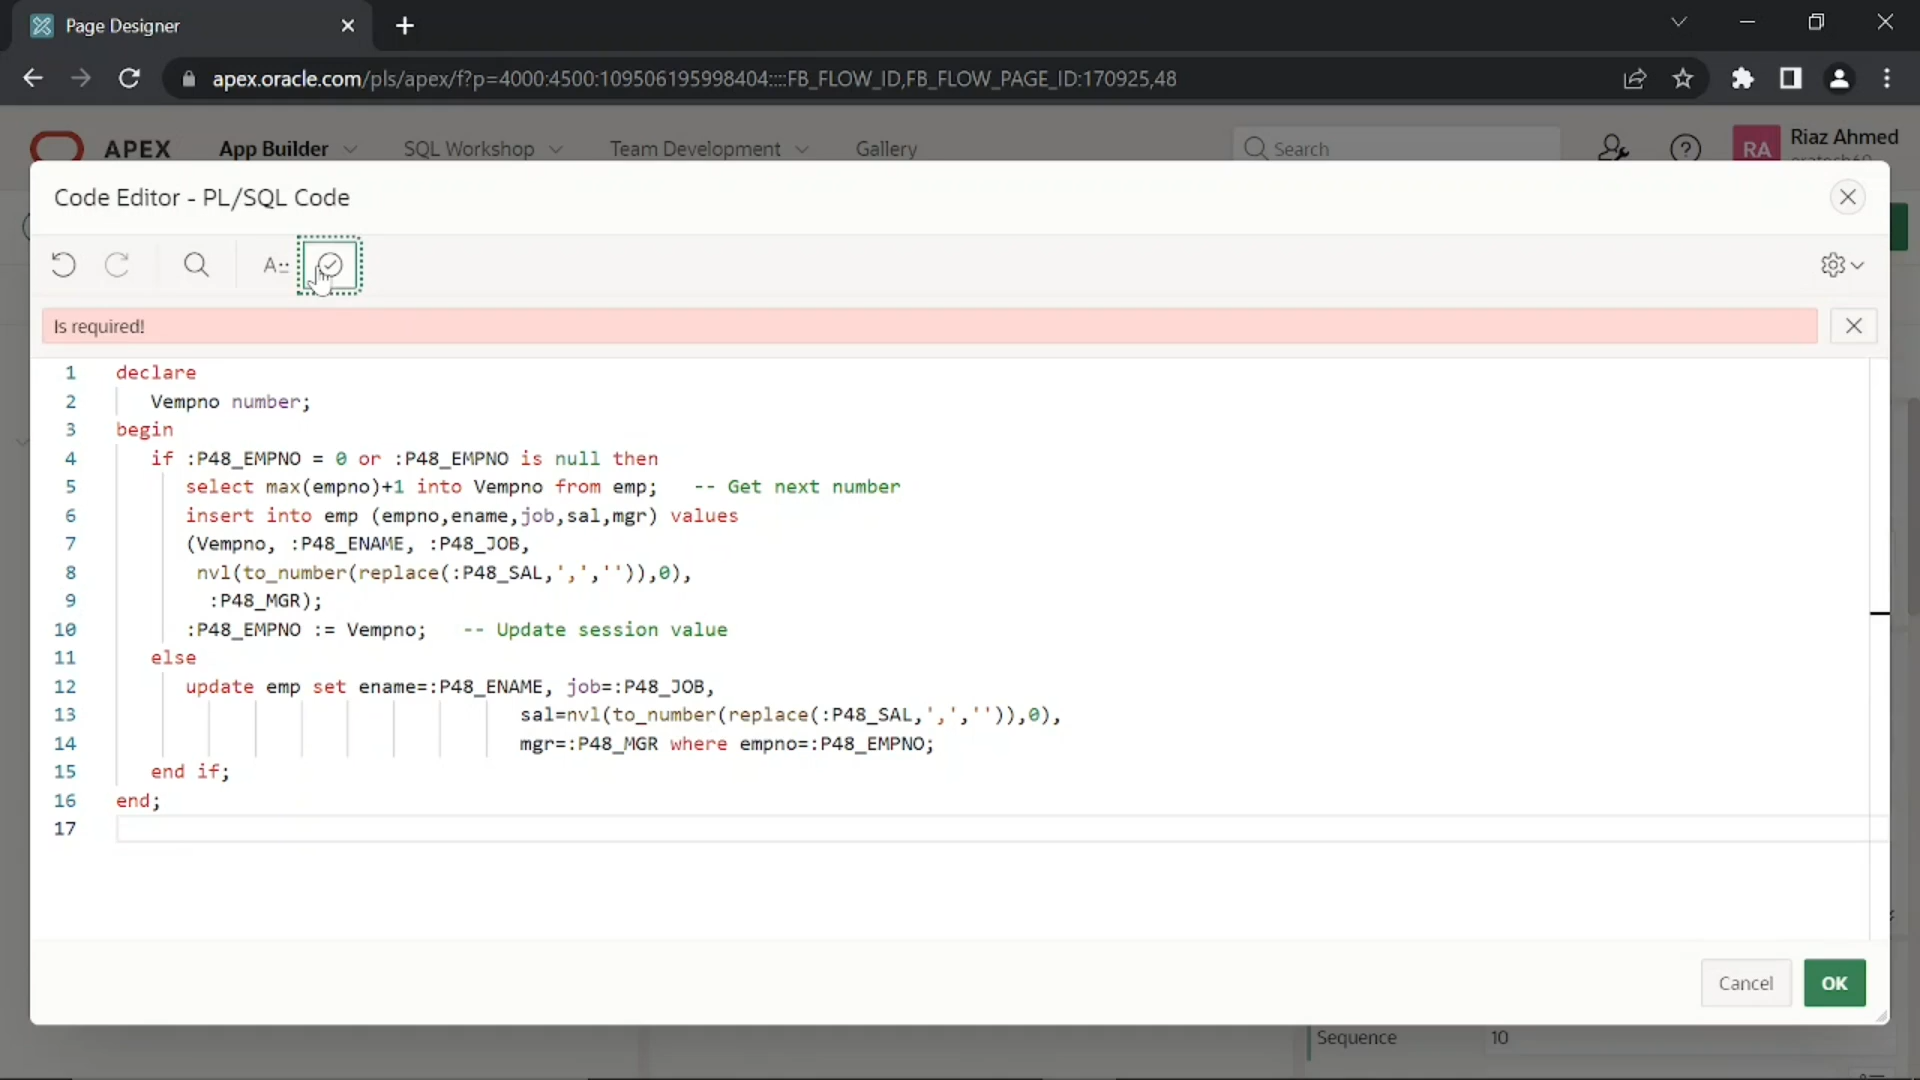 Page Designer
apex.oracle.com/pls/apex/f?p=4000:4500:109506195998404::::FB_FLOW_ID,FB_FLOW_PAGE_ID:170925,48
APEX App Builder SQL Workshop Team Development Gallery Search RA Riaz Ahmed
Code Editor - PL/SQL Code
A::
Is required!
1 declare
2 Vempno number;
3 begin
4 if :P48_EMPNO = 0 or :P48_EMPNO is null then
5 select max(empno)+1 into Vempno from emp; -- Get next number
6 insert into emp (empno,ename,job,sal,mgr) values
7 (Vempno, :P48_ENAME, :P48_JOB,
8 nvl(to_number(replace(:P48_SAL,',','')),0),
9 :P48_MGR);
10 :P48_EMPNO := Vempno; -- Update session value
11 else
12 update emp set ename=:P48_ENAME, job=:P48_JOB,
13 sal=nvl(to_number(replace(:P48_SAL,',','')),0),
14 mgr=:P48_MGR where empno=:P48_EMPNO;
15 end if;
16 end;
17
Cancel OK
Sequence 10